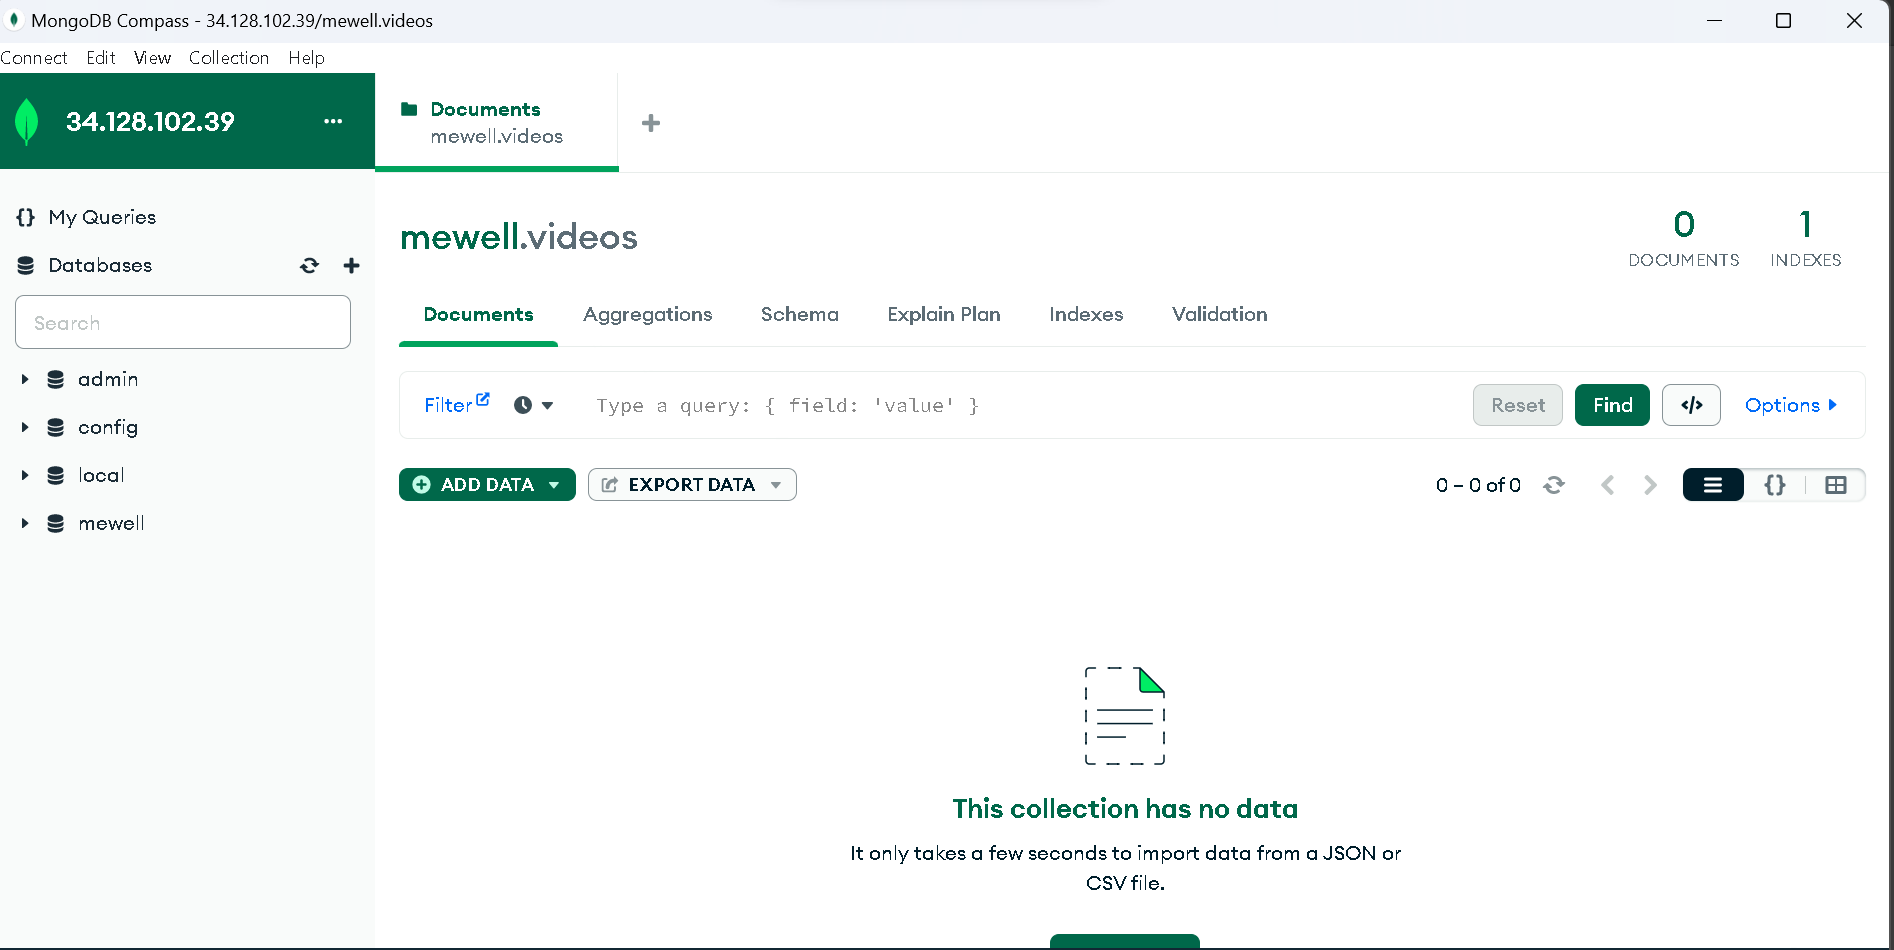 MongoDB Compass - 34.128.102.39/mewell.videos
Connect Edit View Collection Help
34.128.102.39 ...
My Queries
Databases
Search
admin
config
local
mewell
Documents
mewell.videos
mewell.videos
0
DOCUMENTS
1
INDEXES
Documents Aggregations Schema Explain Plan Indexes Validation
Filter Type a query: { field: 'value' } Reset Find </> Options
ADD DATA EXPORT DATA 0 – 0 of 0 {}
This collection has no data
It only takes a few seconds to import data from a JSON or
CSV file.